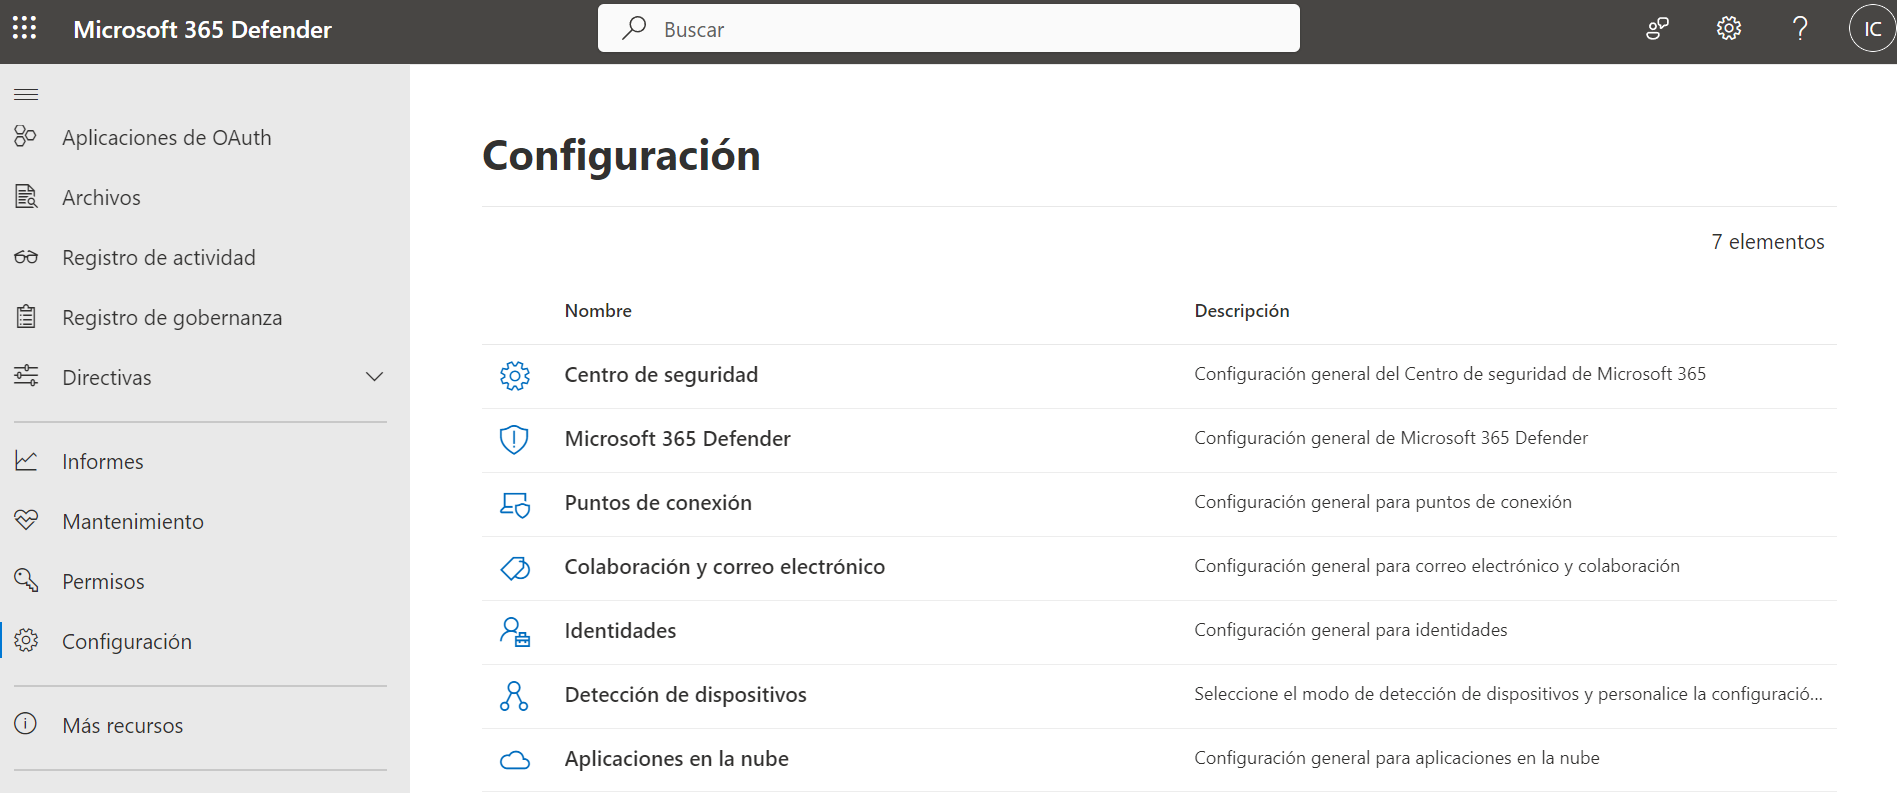 Microsoft 365 Defender
Buscar
IC
Aplicaciones de OAuth
Archivos
Registro de actividad
Registro de gobernanza
Directivas
Informes
Mantenimiento
Permisos
Configuración
Más recursos
Configuración
7 elementos
Nombre Descripción
Centro de seguridad Configuración general del Centro de seguridad de Microsoft 365
Microsoft 365 Defender Configuración general de Microsoft 365 Defender
Puntos de conexión Configuración general para puntos de conexión
Colaboración y correo electrónico Configuración general para correo electrónico y colaboración
Identidades Configuración general para identidades
Detección de dispositivos Seleccione el modo de detección de dispositivos y personalice la configuració...
Aplicaciones en la nube Configuración general para aplicaciones en la nube